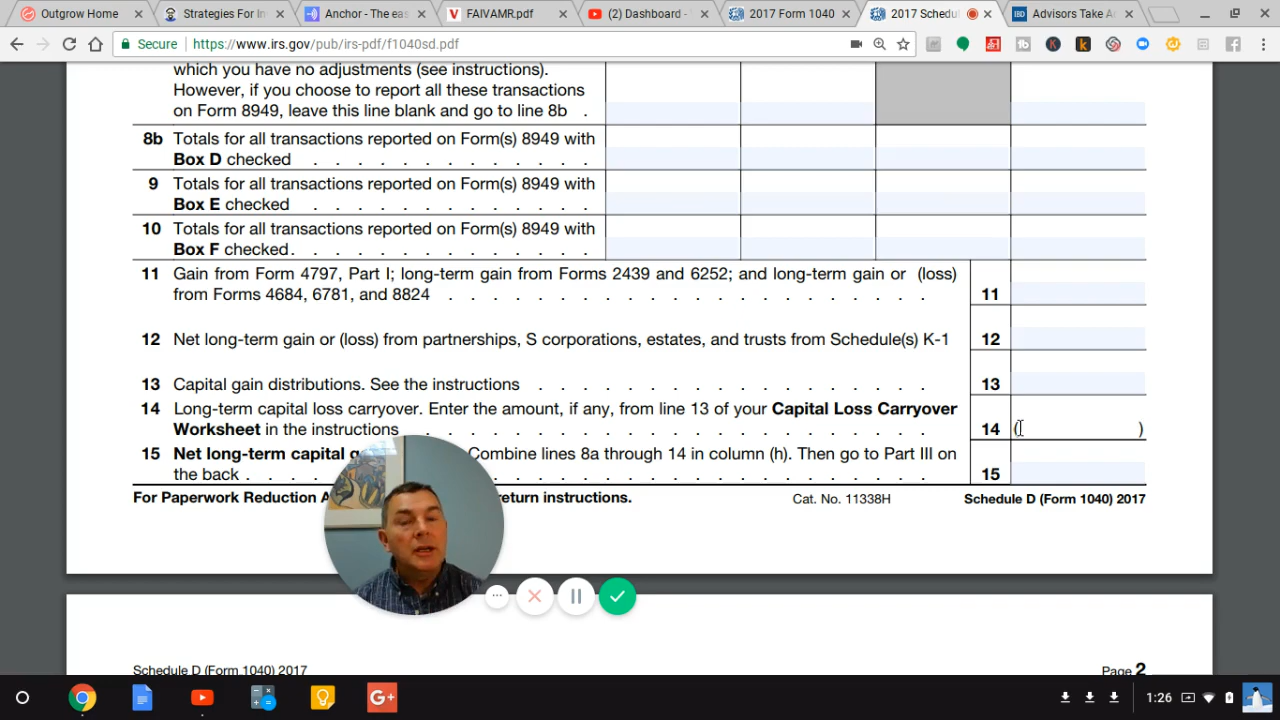 Outgrow Home
Strategies For In
Anchor - The eas
FAIVAMR.pdf
(2) Dashboard -
2017 Form 1040
2017 Schedu
Advisors Take A
Secure
https://www.irs.gov/pub/irs-pdf/f1040sd.pdf
which you have no adjustments (see instructions).
However, if you choose to report all these transactions
on Form 8949, leave this line blank and go to line 8b .
8b Totals for all transactions reported on Form(s) 8949 with
Box D checked . . . . . . . . . . . .
9 Totals for all transactions reported on Form(s) 8949 with
Box E checked . . . . . . . . . . . .
10 Totals for all transactions reported on Form(s) 8949 with
Box F checked. . . . . . . . . . . . .
11 Gain from Form 4797, Part I; long-term gain from Forms 2439 and 6252; and long-term gain or (loss)
from Forms 4684, 6781, and 8824 . . . . . . . . . . . . . . . . . 11
12 Net long-term gain or (loss) from partnerships, S corporations, estates, and trusts from Schedule(s) K-1 12
13 Capital gain distributions. See the instructions . . . . . . . . . . . . . . 13
14 Long-term capital loss carryover. Enter the amount, if any, from line 13 of your Capital Loss Carryover
Worksheet in the instructions . . . . . . . . . . . . . . . . . . 14 ( )
15 Net long-term capital g Combine lines 8a through 14 in column (h). Then go to Part III on
the back . . . . . . . . . . . . . . . . . . 15
For Paperwork Reduction A return instructions. Cat. No. 11338H Schedule D (Form 1040) 2017
Schedule D (Form 1040) 2017 Page 2
1:26